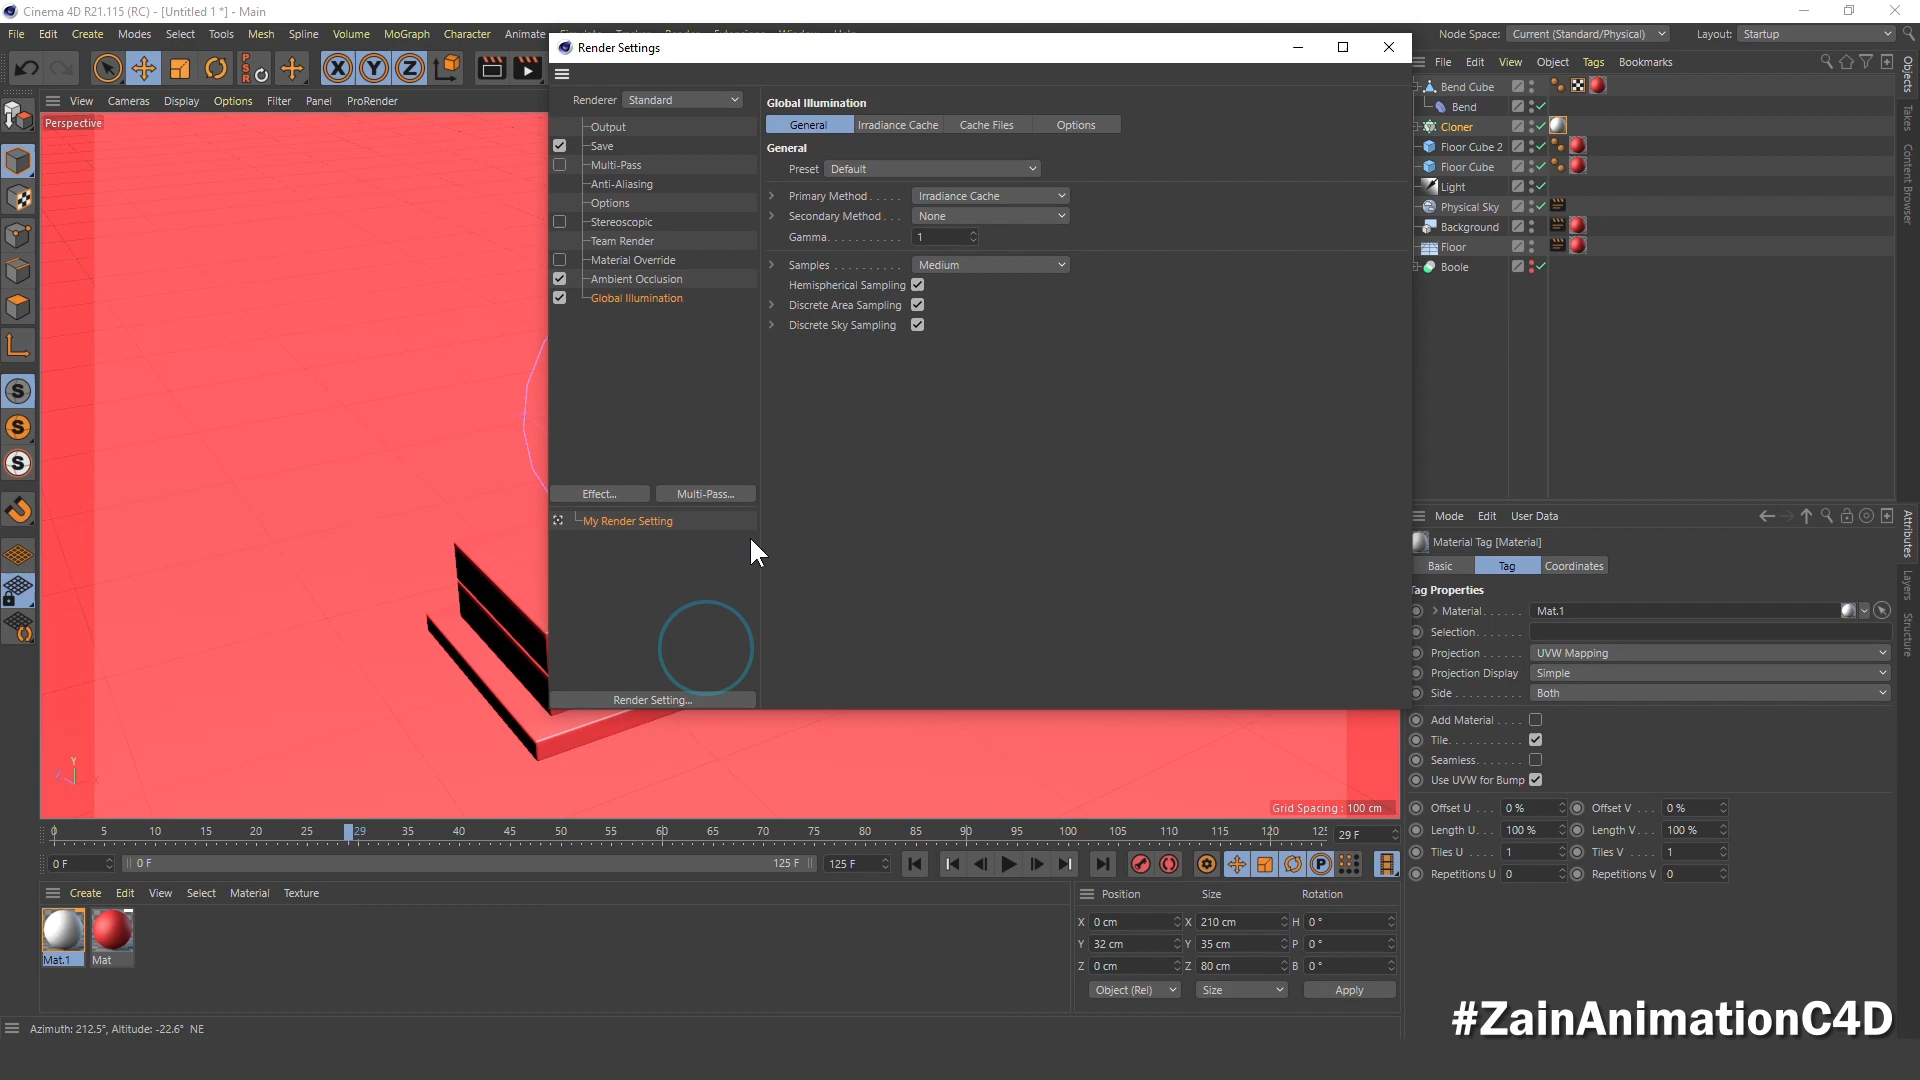 Cinema 4D R21.115 (RC) - [Untitled 1 *] - Main
File Edit Create Modes Select Tools Mesh Spline Volume MoGraph Character Animate
Node Space: Current (Standard/Physical) Layout: Startup
Render Settings
View Cameras Display Options Filter Panel ProRender
Perspective
Renderer Standard
Output
Save
Multi-Pass
Anti-Aliasing
Options
Stereoscopic
Team Render
Material Override
Ambient Occlusion
Global Illumination
Effect... Multi-Pass...
My Render Setting
Render Setting...
Global Illumination
General Irradiance Cache Cache Files Options
General
Preset Default
Primary Method Irradiance Cache
Secondary Method None
Gamma 1
Samples Medium
Hemispherical Sampling
Discrete Area Sampling
Discrete Sky Sampling
File Edit View Object Tags Bookmarks
Bend Cube
Bend
Cloner
Floor Cube 2
Floor Cube
Light
Physical Sky
Background
Floor
Boole
Objects
Takes
Content Browser
Mode Edit User Data
Material Tag [Material]
Basic Tag Coordinates
Tag Properties
Material Mat.1
Selection
Projection UVW Mapping
Projection Display Simple
Side Both
Add Material
Tile
Seamless
Use UVW for Bump
Offset U 0 % Offset V 0 %
Length U 100 % Length V 100 %
Tiles U 1 Tiles V 1
Repetitions U 0 Repetitions V 0
Attributes
Layers
Structure
Y
Grid Spacing : 100 cm
0 5 10 15 20 25 29 35 40 45 50 55 60 65 70 75 80 85 90 95 100 105 110 115 120 125 29 F
0 F 0 F 125 F 125 F
Create Edit View Select Material Texture
Mat.1 Mat
Position Size Rotation
X 0 cm X 210 cm H 0 °
Y 32 cm Y 35 cm P 0 °
Z 0 cm Z 80 cm B 0 °
Object (Rel) Size Apply
Azimuth: 212.5°, Altitude: -22.6° NE
#ZainAnimationC4D